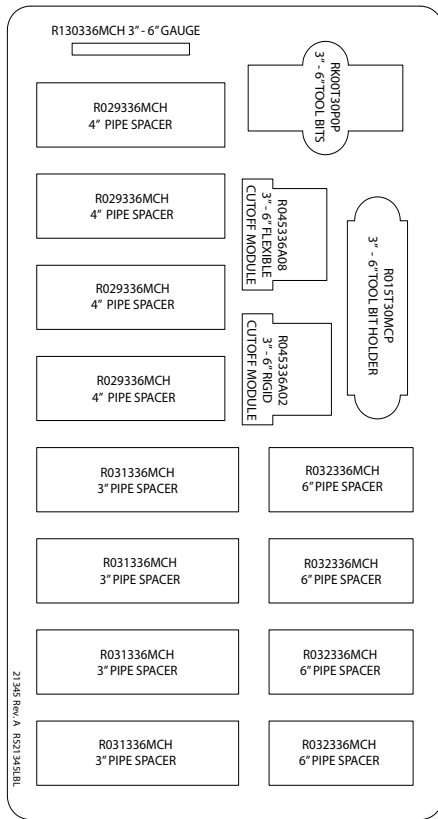 R130336MCH 3" - 6" GAUGE
RK00T30P0P
3" - 6" TOOL BITS
R029336MCH
4" PIPE SPACER
R029336MCH
4" PIPE SPACER
R045336A08
3" - 6" FLEXIBLE
CUTOFF MODULE
R015T30MCP
3" - 6" TOOL BIT HOLDER
R029336MCH
4" PIPE SPACER
R029336MCH
4" PIPE SPACER
R045336A02
3" - 6" RIGID
CUTOFF MODULE
R031336MCH
3" PIPE SPACER
R032336MCH
6" PIPE SPACER
R031336MCH
3" PIPE SPACER
R032336MCH
6" PIPE SPACER
R031336MCH
3" PIPE SPACER
R032336MCH
6" PIPE SPACER
R031336MCH
3" PIPE SPACER
R032336MCH
6" PIPE SPACER
21345 Rev. A R521345LBL